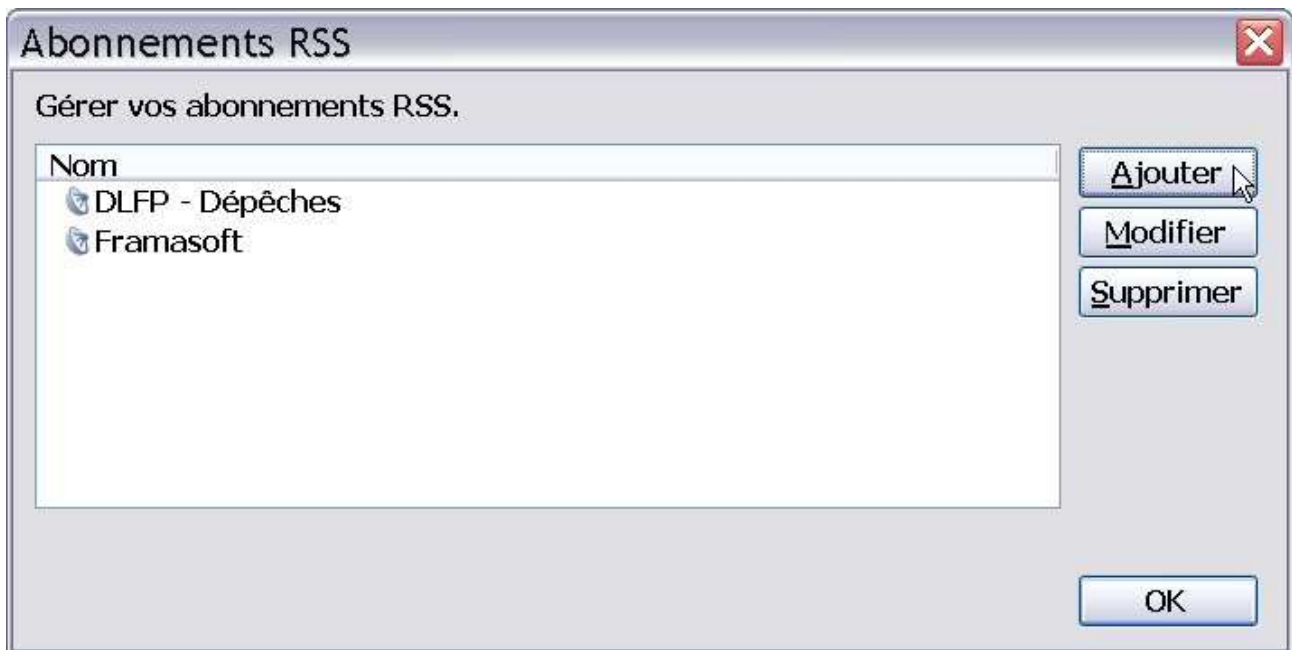 Abonnements RSS
Gérer vos abonnements RSS.
Nom
DLFP - Dépêches
Framasoft
Ajouter
Modifier
Supprimer
OK